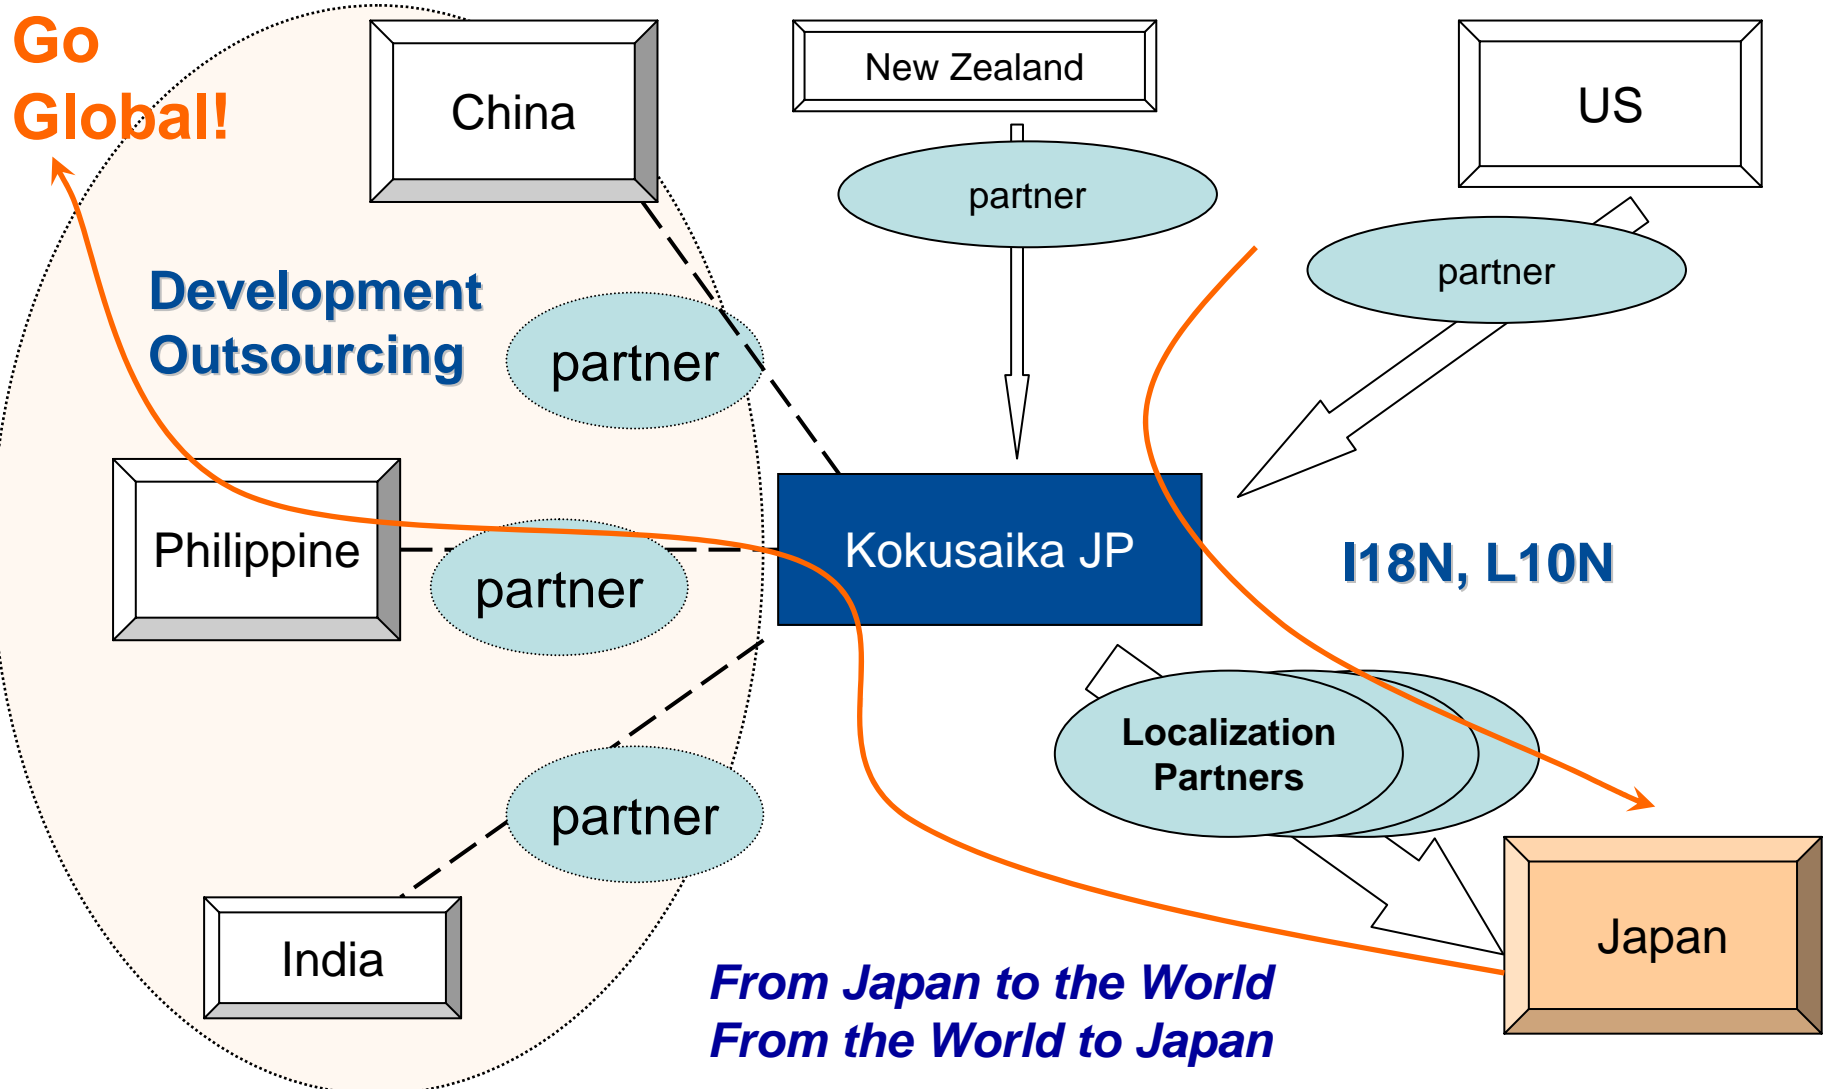 Go
Global!
China
New Zealand
US
partner
partner
Development
Outsourcing
partner
Philippine
partner
Kokusaika JP
I18N, L10N
Localization
Partners
partner
India
Japan
From Japan to the World
From the World to Japan